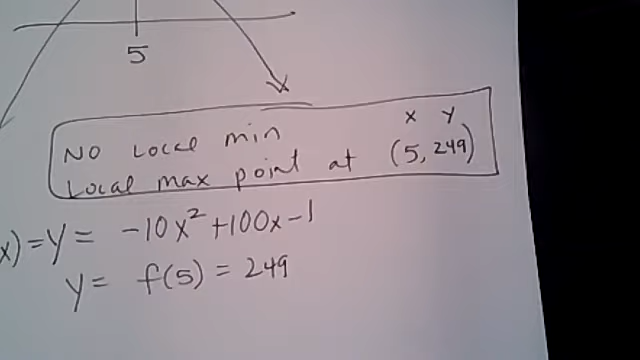 5
x y
No Local min
Local max point at (5, 249)
x) = y = -10x² + 100x - 1
y = f(5) = 249